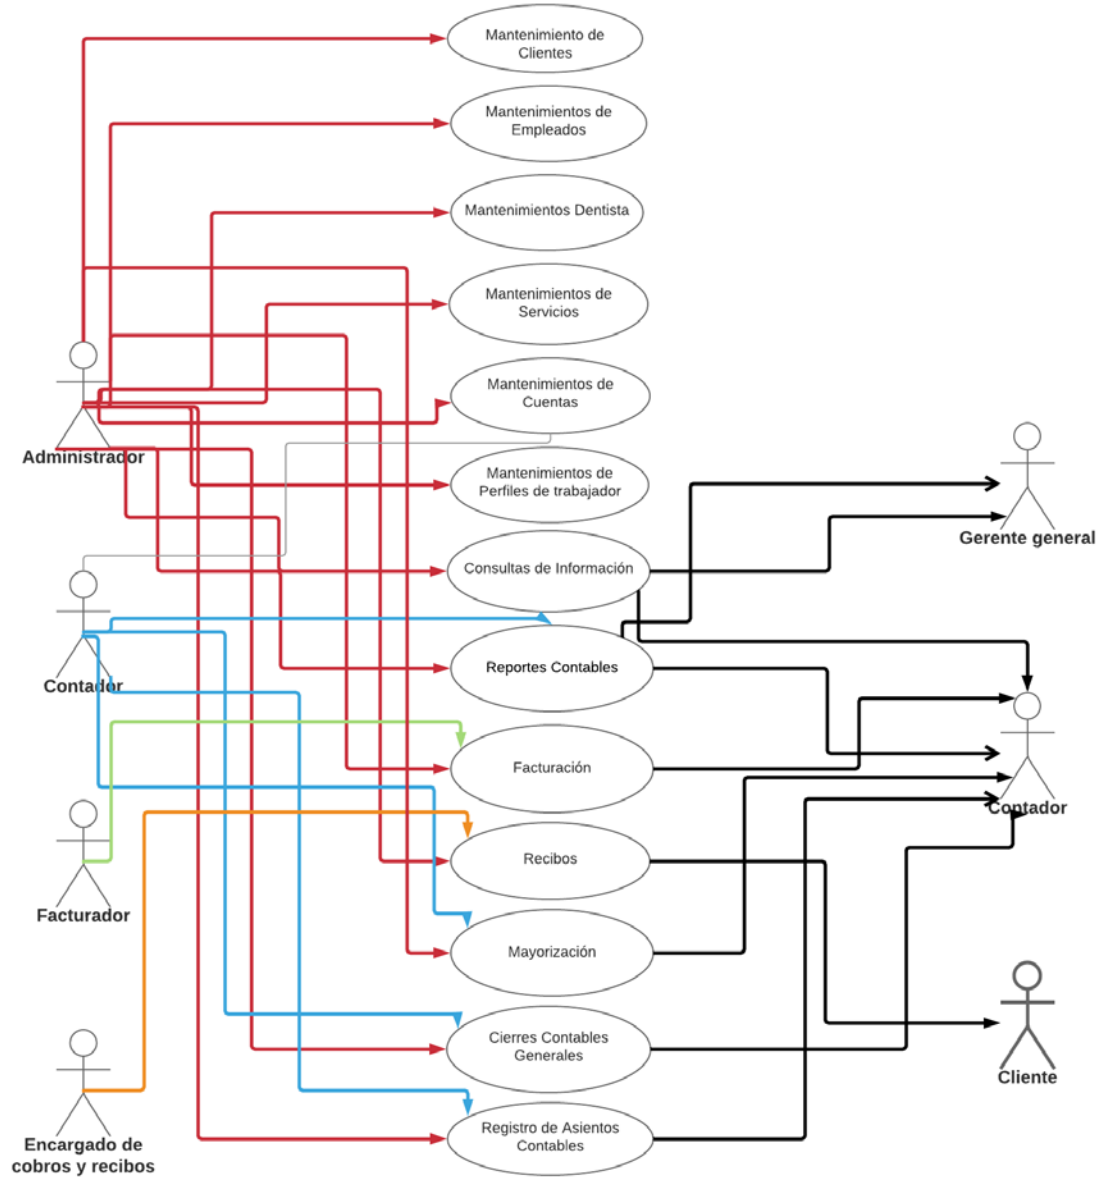 Mantenimiento de
Clientes
Mantenimientos de
Empleados
Mantenimientos Dentista
Mantenimientos de
Servicios
Mantenimientos de
Cuentas
Mantenimientos de
Perfiles de trabajador
Consultas de Información
Reportes Contables
Facturación
Recibos
Mayorización
Cierres Contables
Generales
Registro de Asientos
Contables
Administrador
Contador
Facturador
Encargado de
cobros y recibos
Gerente general
Contador
Cliente